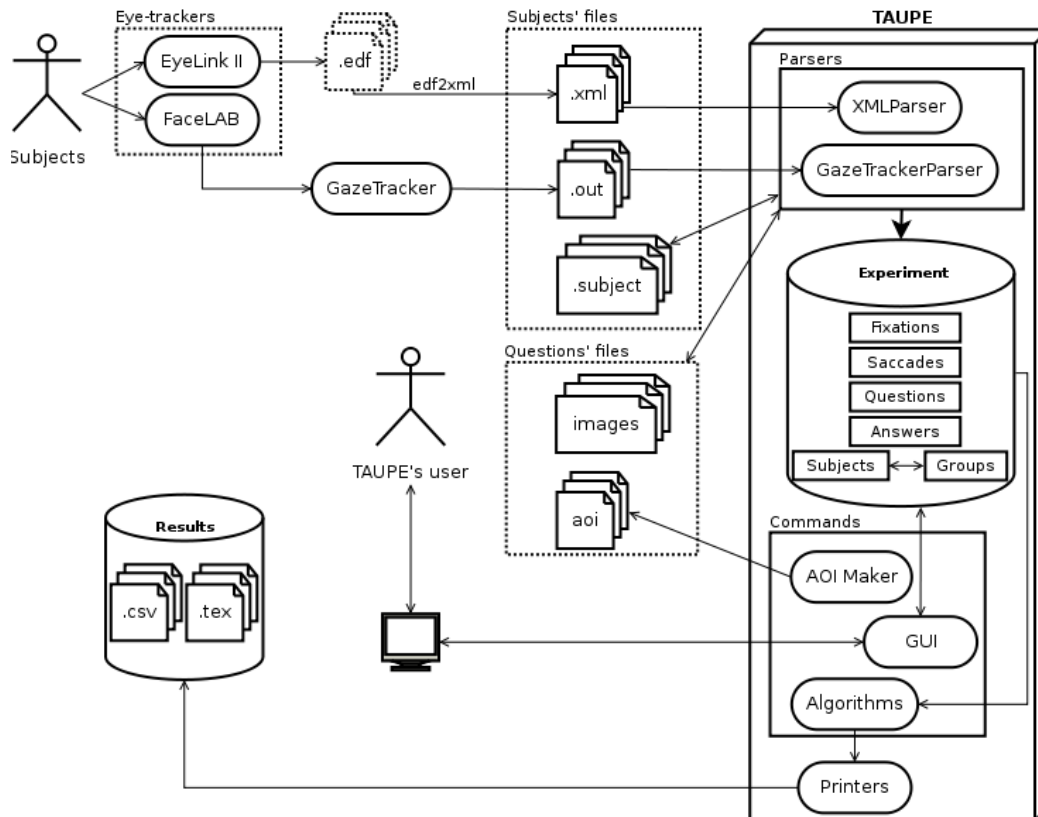 Eye-trackers
Subjects' files
TAUPE
EyeLink II
.edf
Parsers
edf2xml
.xml
XMLParser
FaceLAB
Subjects
GazeTracker
.out
GazeTrackerParser
.subject
Experiment
Fixations
Saccades
Questions
Answers
Subjects
Groups
Questions' files
images
TAUPE's user
aoi
Results
.csv
.tex
Commands
AOI Maker
GUI
Algorithms
Printers